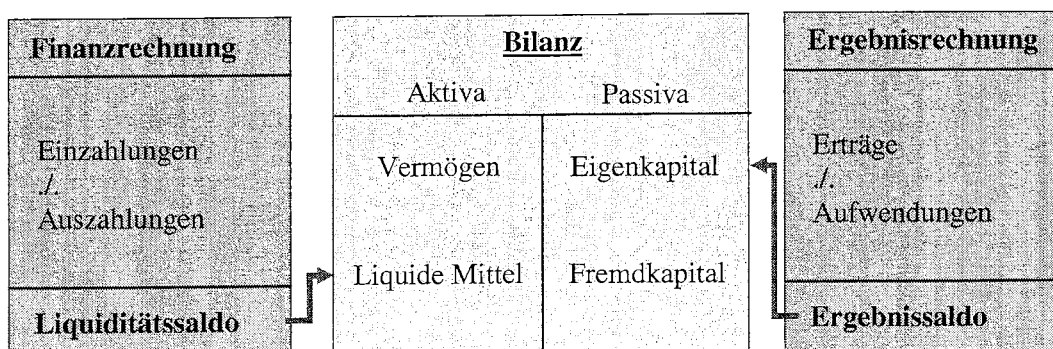 Finanzrechnung
Einzahlungen
./.
Auszahlungen
Liquiditätssaldo
Bilanz
Aktiva Passiva
Vermögen Eigenkapital
Liquide Mittel Fremdkapital
Ergebnisrechnung
Erträge
./.
Aufwendungen
Ergebnissaldo